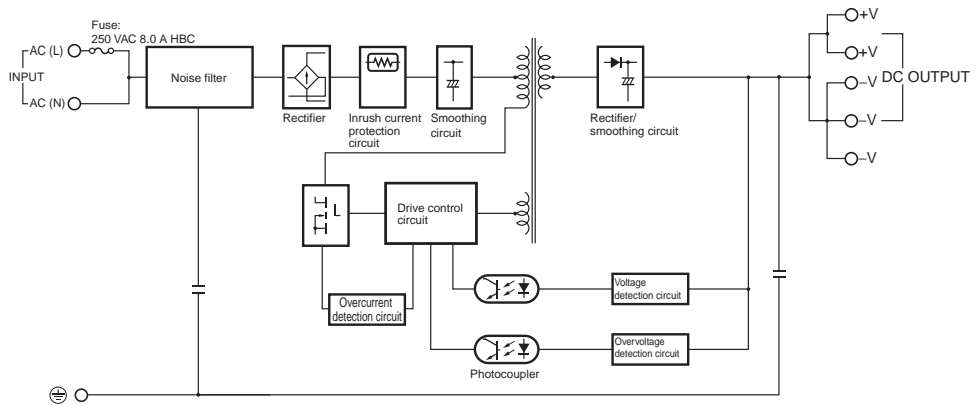 Fuse:
250 VAC 8.0 A HBC
AC (L)
INPUT
AC (N)
Noise filter
Rectifier
Inrush current
protection
circuit
Smoothing
circuit
Rectifier/
smoothing circuit
+V
+V
–V
DC OUTPUT
–V
–V
Drive control
circuit
Overcurrent
detection circuit
Voltage
detection circuit
Overvoltage
detection circuit
Photocoupler